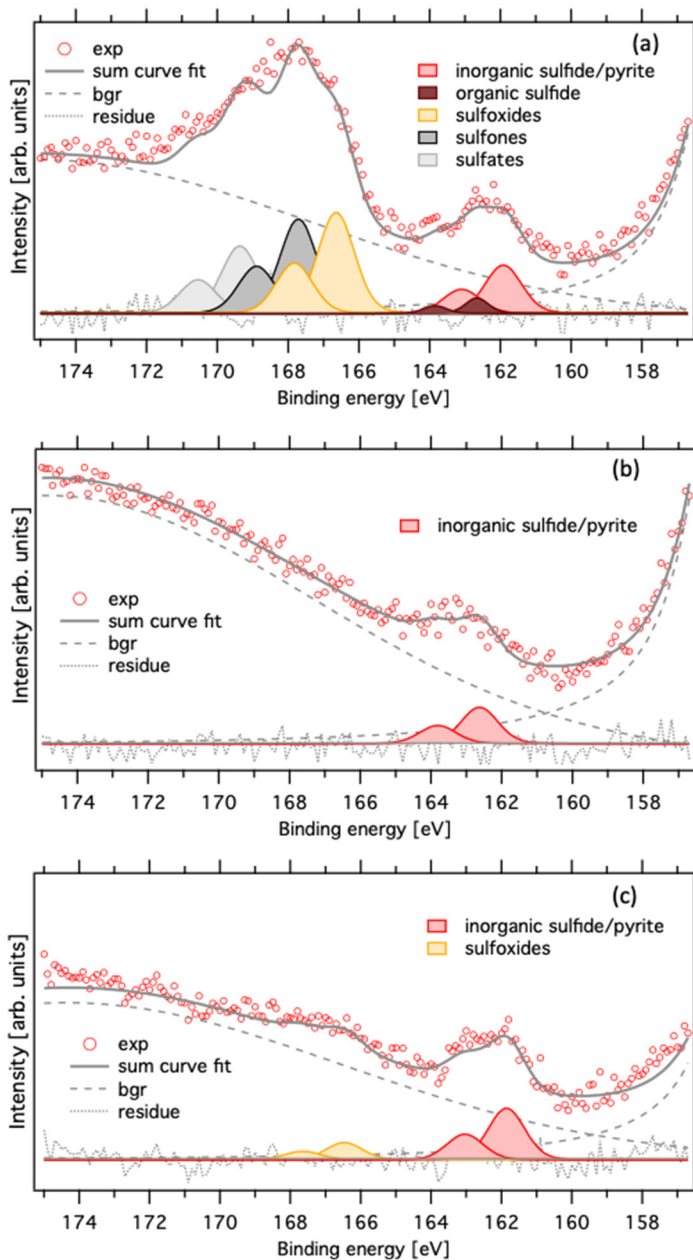 (a)
exp
sum curve fit
bgr
residue
inorganic sulfide/pyrite
organic sulfide
sulfoxides
sulfones
sulfates
Intensity [arb. units]
174 172 170 168 166 164 162 160 158
Binding energy [eV]
(b)
inorganic sulfide/pyrite
exp
sum curve fit
bgr
residue
Intensity [arb. units]
174 172 170 168 166 164 162 160 158
Binding energy [eV]
(c)
inorganic sulfide/pyrite
sulfoxides
exp
sum curve fit
bgr
residue
Intensity [arb. units]
174 172 170 168 166 164 162 160 158
Binding energy [eV]